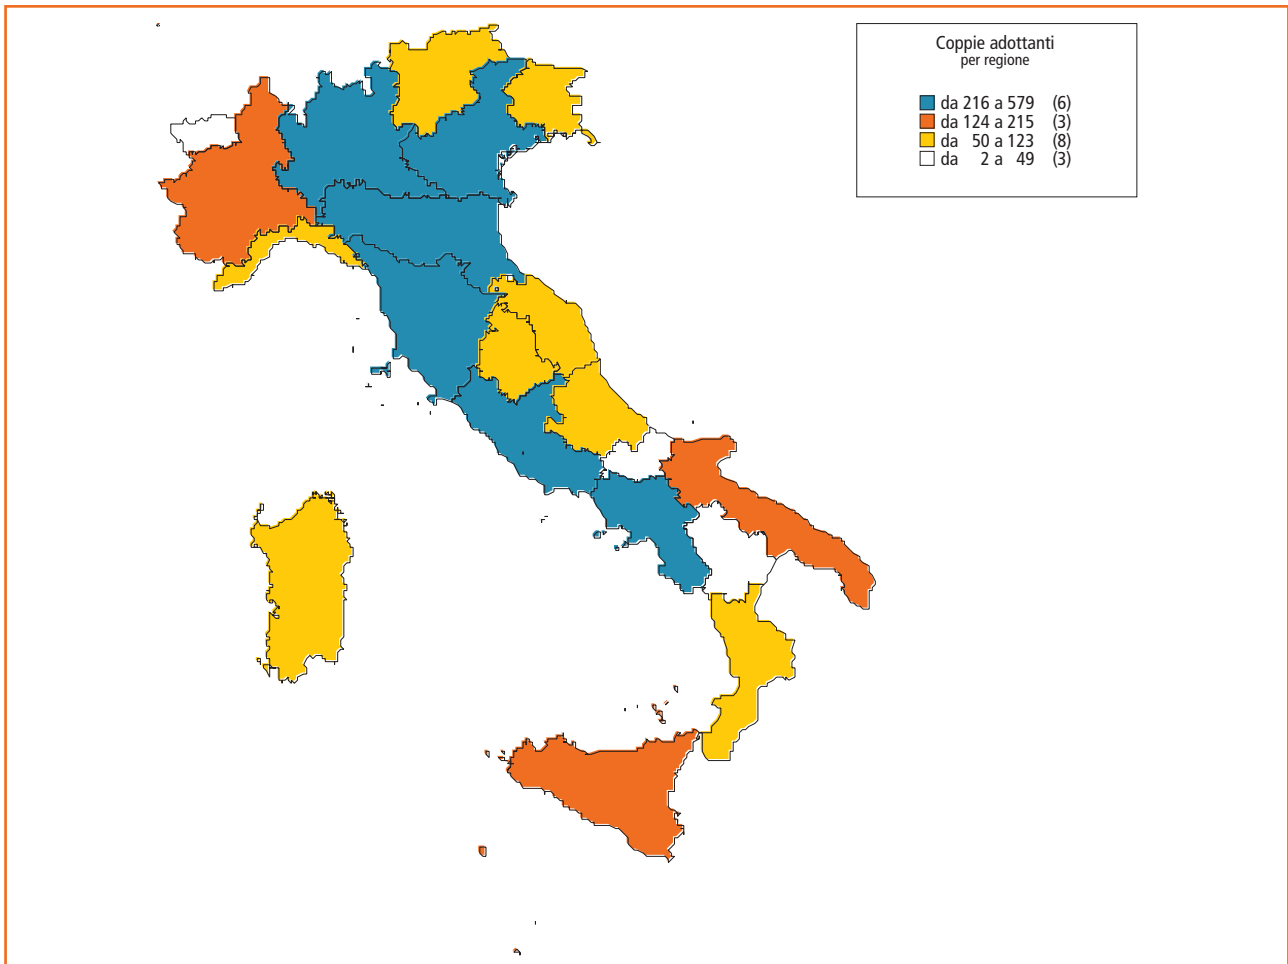 Coppie adottanti
per regione
da 216 a 579 (6)
da 124 a 215 (3)
da 50 a 123 (8)
da 2 a 49 (3)